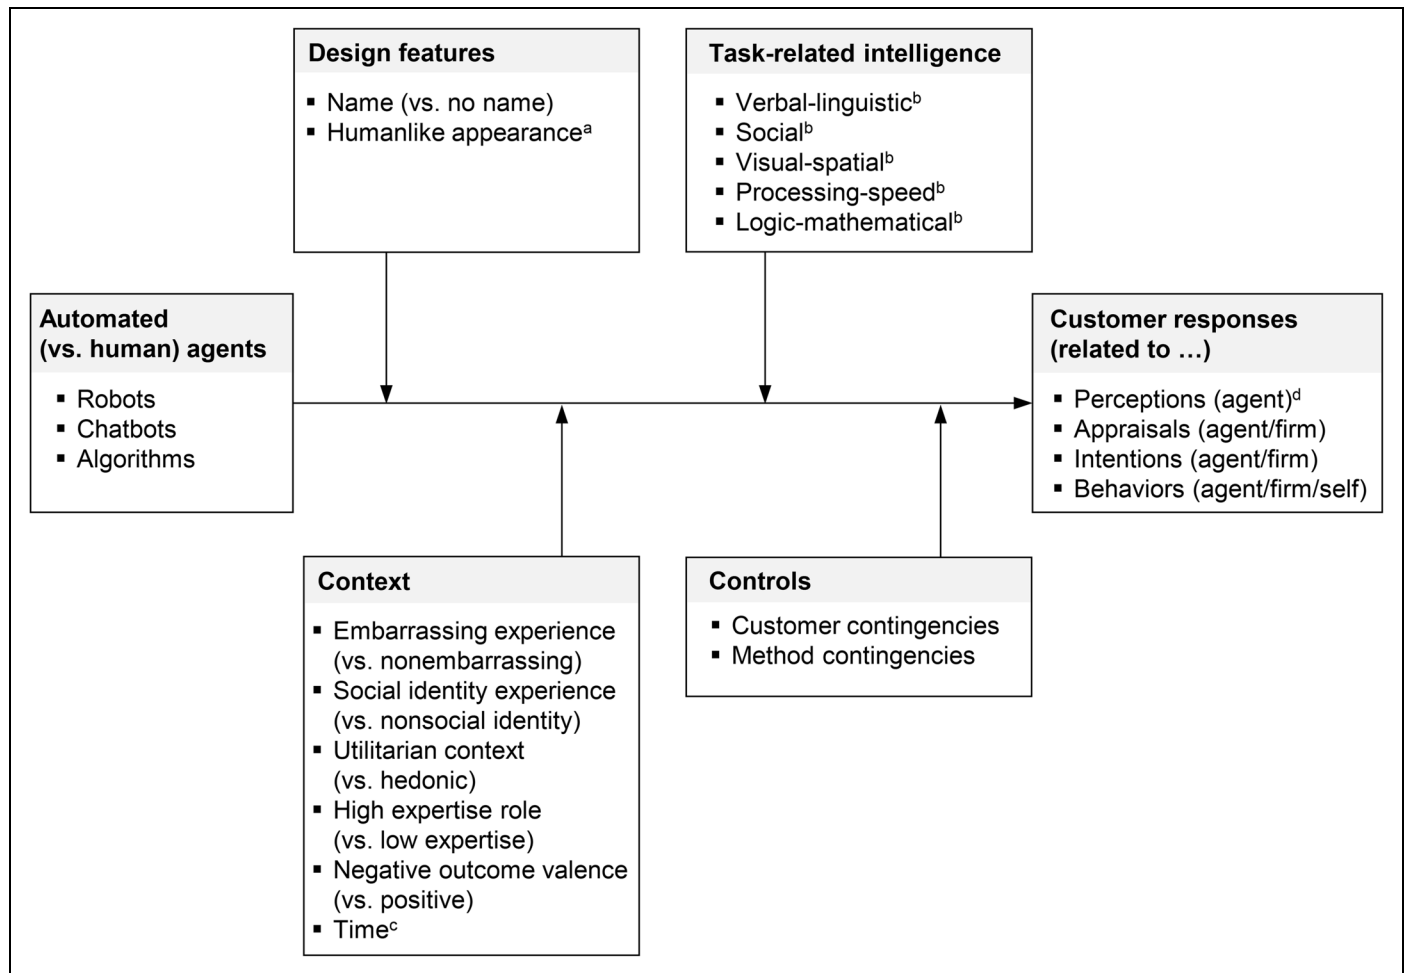 Design features
▪ Name (vs. no name)
▪ Humanlike appearanceᵃ
Task-related intelligence
▪ Verbal-linguisticᵇ
▪ Socialᵇ
▪ Visual-spatialᵇ
▪ Processing-speedᵇ
▪ Logic-mathematicalᵇ
Automated
(vs. human) agents
▪ Robots
▪ Chatbots
▪ Algorithms
Customer responses
(related to …)
▪ Perceptions (agent)ᵈ
▪ Appraisals (agent/firm)
▪ Intentions (agent/firm)
▪ Behaviors (agent/firm/self)
Context
▪ Embarrassing experience
(vs. nonembarrassing)
▪ Social identity experience
(vs. nonsocial identity)
▪ Utilitarian context
(vs. hedonic)
▪ High expertise role
(vs. low expertise)
▪ Negative outcome valence
(vs. positive)
▪ Timeᶜ
Controls
▪ Customer contingencies
▪ Method contingencies